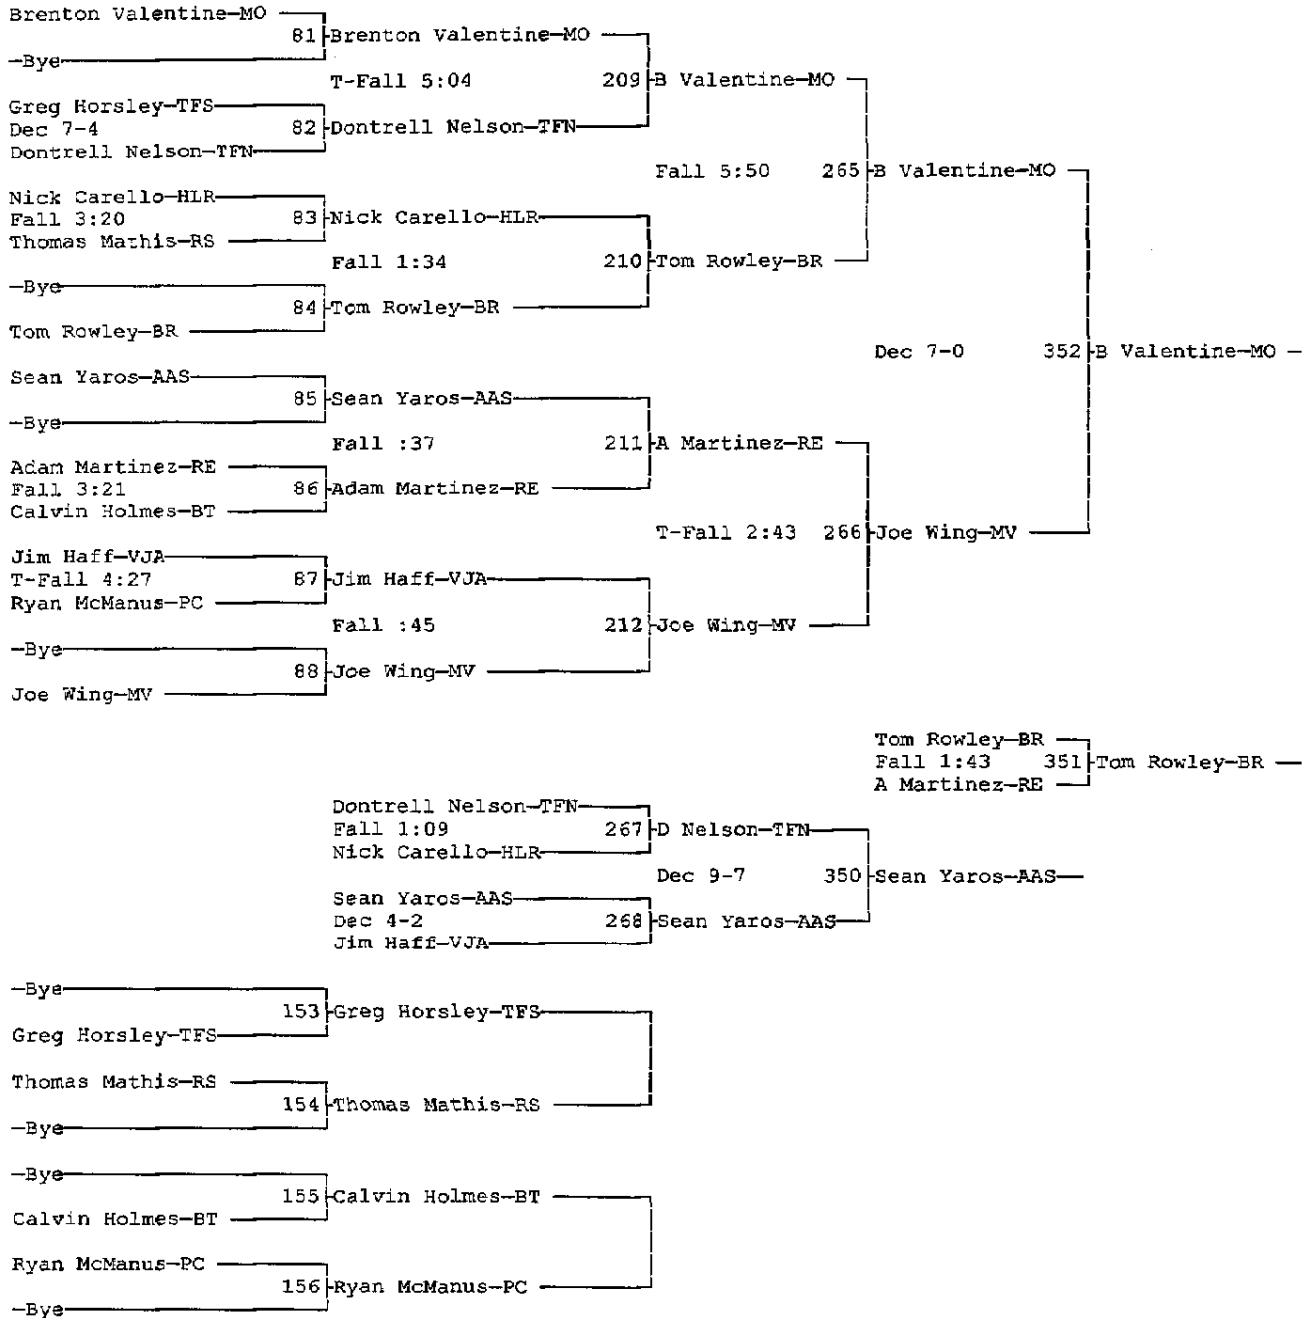 Brenton Valentine—MO
81 Brenton Valentine—MO
—Bye
T-Fall 5:04 209 B Valentine—MO
Greg Horsley—TFS
Dec 7-4 82 Dontrell Nelson—TFN
Dontrell Nelson—TFN
Fall 5:50 265 B Valentine—MO
Nick Carello—HLR
Fall 3:20 83 Nick Carello—HLR
Thomas Mathis—RS
Fall 1:34 210 Tom Rowley—BR
—Bye
84 Tom Rowley—BR
Tom Rowley—BR
Dec 7-0 352 B Valentine—MO
Sean Yaros—AAS
85 Sean Yaros—AAS
—Bye
Fall :37 211 A Martinez—RE
Adam Martinez—RE
Fall 3:21 86 Adam Martinez—RE
Calvin Holmes—BT
T-Fall 2:43 266 Joe Wing—MV
Jim Haff—VJA
T-Fall 4:27 87 Jim Haff—VJA
Ryan McManus—PC
Fall :45 212 Joe Wing—MV
—Bye
88 Joe Wing—MV
Joe Wing—MV
Tom Rowley—BR
Fall 1:43 351 Tom Rowley—BR
A Martinez—RE
Dontrell Nelson—TFN
Fall 1:09 267 D Nelson—TFN
Nick Carello—HLR
Dec 9-7 350 Sean Yaros—AAS
Sean Yaros—AAS
Dec 4-2 268 Sean Yaros—AAS
Jim Haff—VJA
—Bye
153 Greg Horsley—TFS
Greg Horsley—TFS
Thomas Mathis—RS
154 Thomas Mathis—RS
—Bye
—Bye
155 Calvin Holmes—BT
Calvin Holmes—BT
Ryan McManus—PC
156 Ryan McManus—PC
—Bye